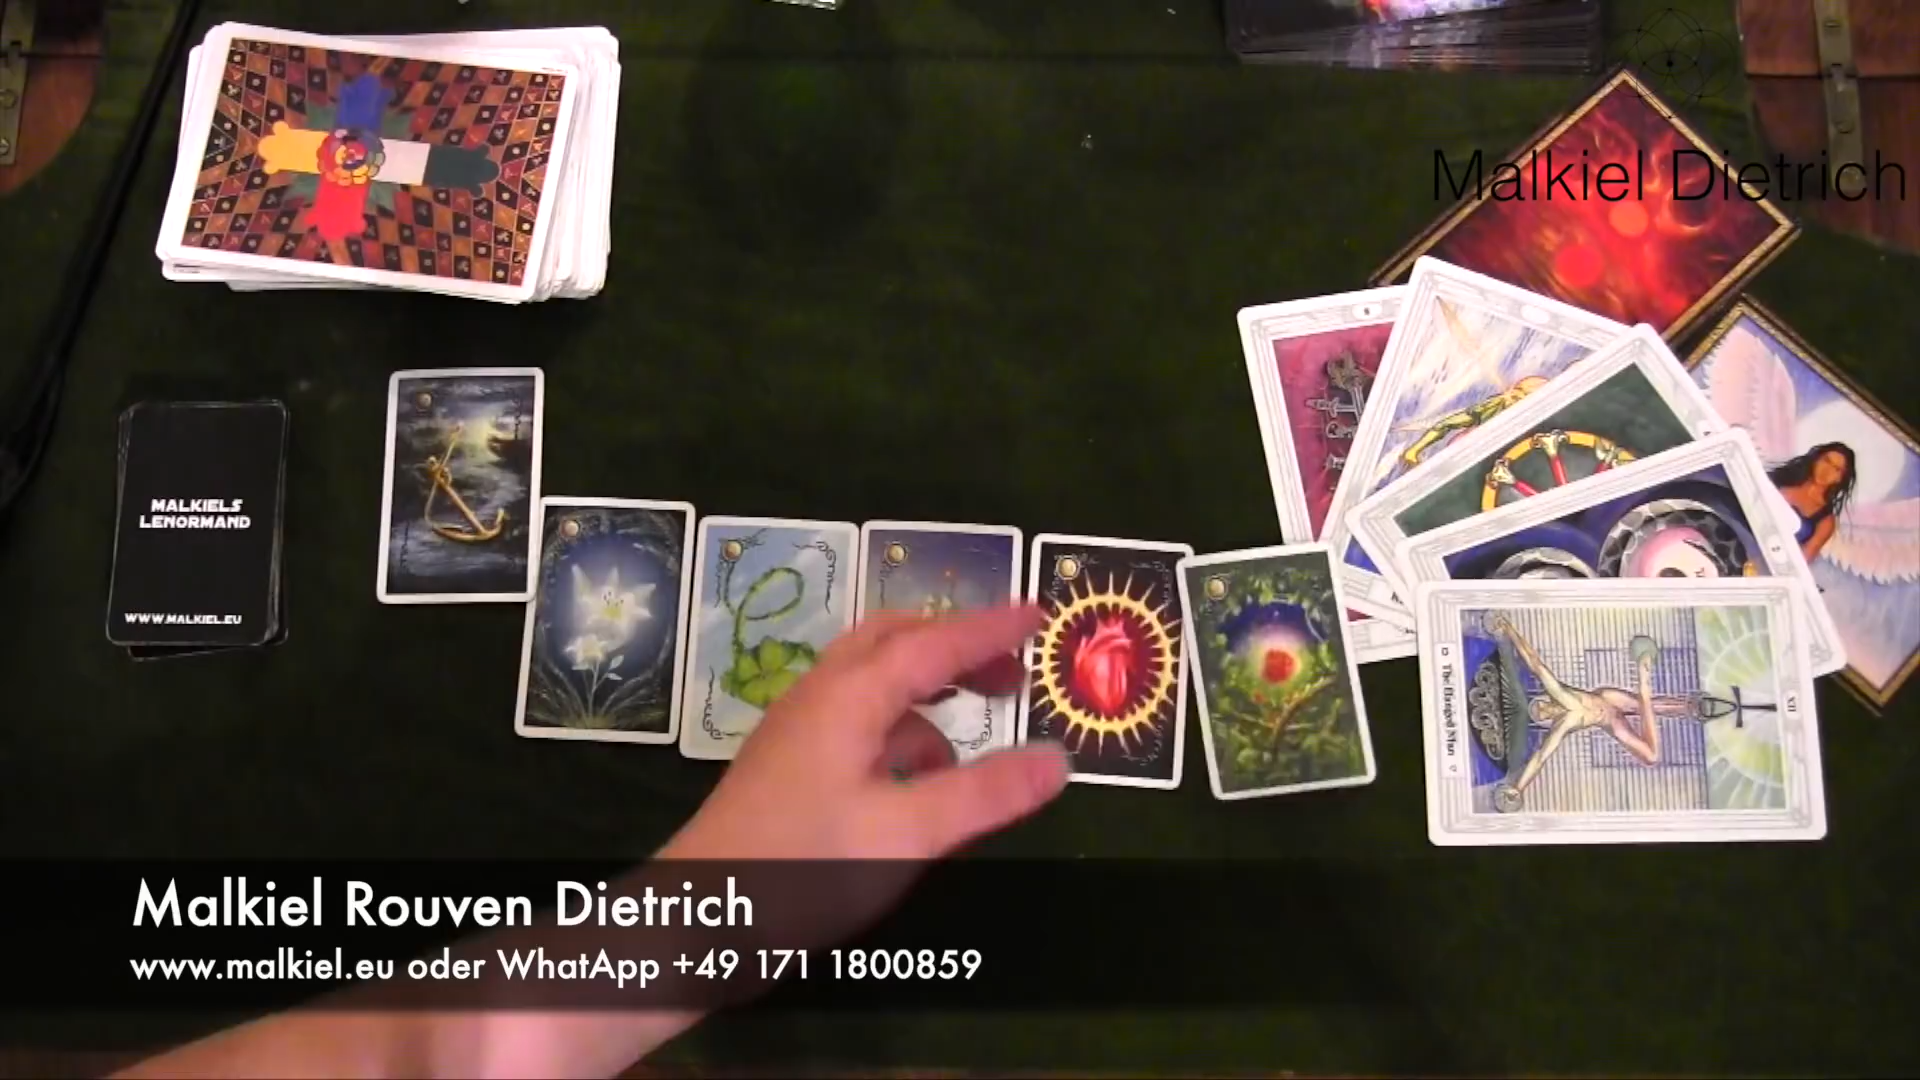 Malkiel Dietrich
MALKIELS
LENORMAND
WWW.MALKIEL.EU
The Hanged Man
XII
Malkiel Rouven Dietrich
www.malkiel.eu oder WhatApp +49 171 1800859